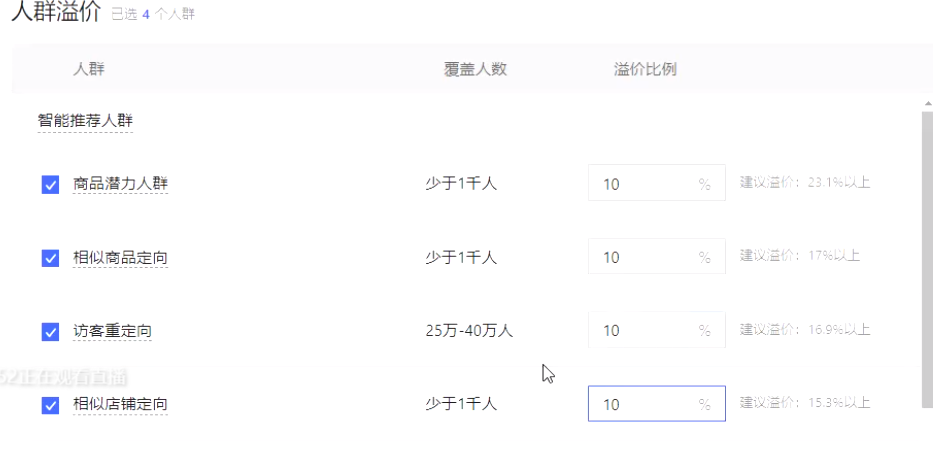 人群溢价 已选 4 个人群
人群 覆盖人数 溢价比例
智能推荐人群
商品潜力人群 少于1千人 10 % 建议溢价：23.1%以上
相似商品定向 少于1千人 10 % 建议溢价：17%以上
访客重定向 25万-40万人 10 % 建议溢价：16.9%以上
52正在观看直播
相似店铺定向 少于1千人 10 % 建议溢价：15.3%以上